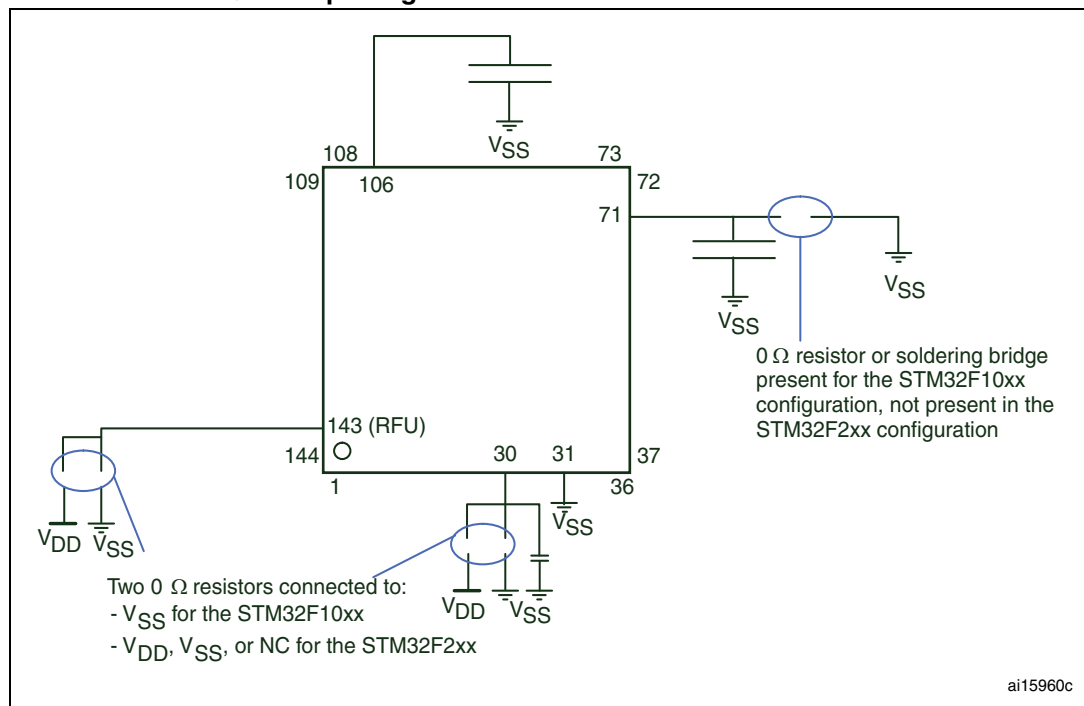 VSS
108
73
109
106
72
71
VSS
VSS
0 Ω resistor or soldering bridge
present for the STM32F10xx
configuration, not present in the
STM32F2xx configuration
143 (RFU)
144
30
31
37
1
36
VSS
VDD
VSS
Two 0 Ω resistors connected to:
- VSS for the STM32F10xx
- VDD, VSS, or NC for the STM32F2xx
VDD
VSS
ai15960c